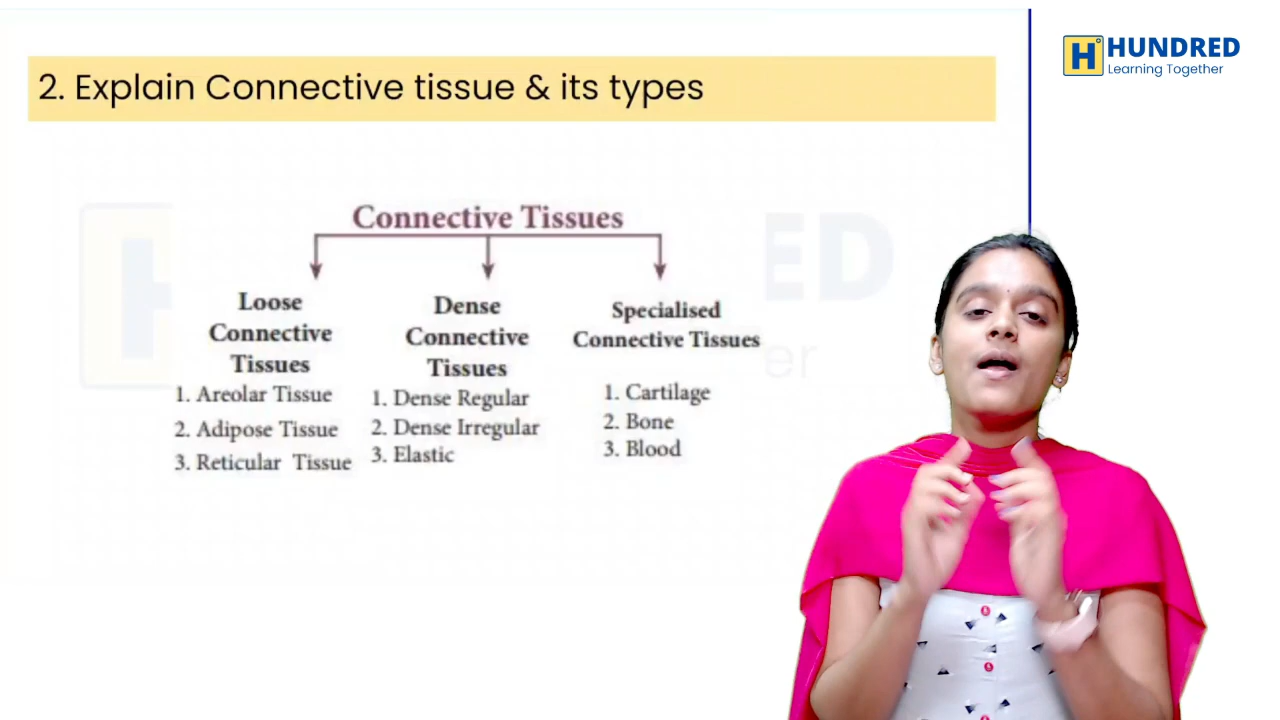 HUNDRED
Learning Together
2. Explain Connective tissue & its types
Connective Tissues
Loose
Connective
Tissues
1. Areolar Tissue
2. Adipose Tissue
3. Reticular Tissue
Dense
Connective
Tissues
1. Dense Regular
2. Dense Irregular
3. Elastic
Specialised
Connective Tissues
1. Cartilage
2. Bone
3. Blood